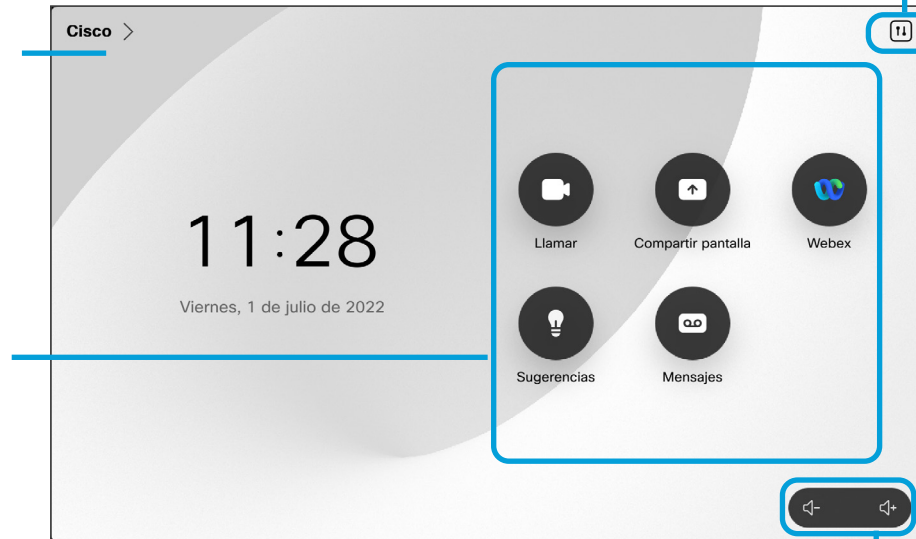 Cisco
11:28
Viernes, 1 de julio de 2022
Llamar
Compartir pantalla
Webex
Sugerencias
Mensajes